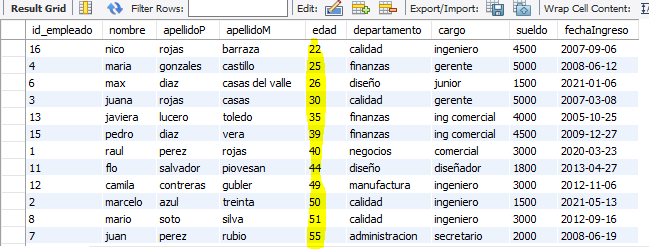 Result Grid Filter Rows: Edit: Export/Import: Wrap Cell Content:
id_empleado nombre apellidoP apellidoM edad departamento cargo sueldo fechaIngreso
16 nico rojas barraza 22 calidad ingeniero 4500 2007-09-06
4 maria gonzales castillo 25 finanzas gerente 5000 2008-06-12
6 max diaz casas del valle 26 diseño junior 1500 2021-01-06
3 juana rojas casas 30 calidad gerente 5000 2007-03-08
13 javiera lucero toledo 35 finanzas ing comercial 4000 2005-10-25
15 pedro diaz vera 39 finanzas ing comercial 4500 2009-12-27
1 raul perez rojas 40 negocios comercial 3000 2020-03-23
11 flo salvador piovesan 44 diseño diseñador 1800 2013-04-27
12 camila contreras gubler 49 manufactura ingeniero 3000 2012-11-06
2 marcelo azul treinta 50 calidad ingeniero 1500 2021-05-13
8 mario soto silva 51 calidad ingeniero 3000 2012-09-16
7 juan perez rubio 55 administracion secretario 2000 2008-06-19